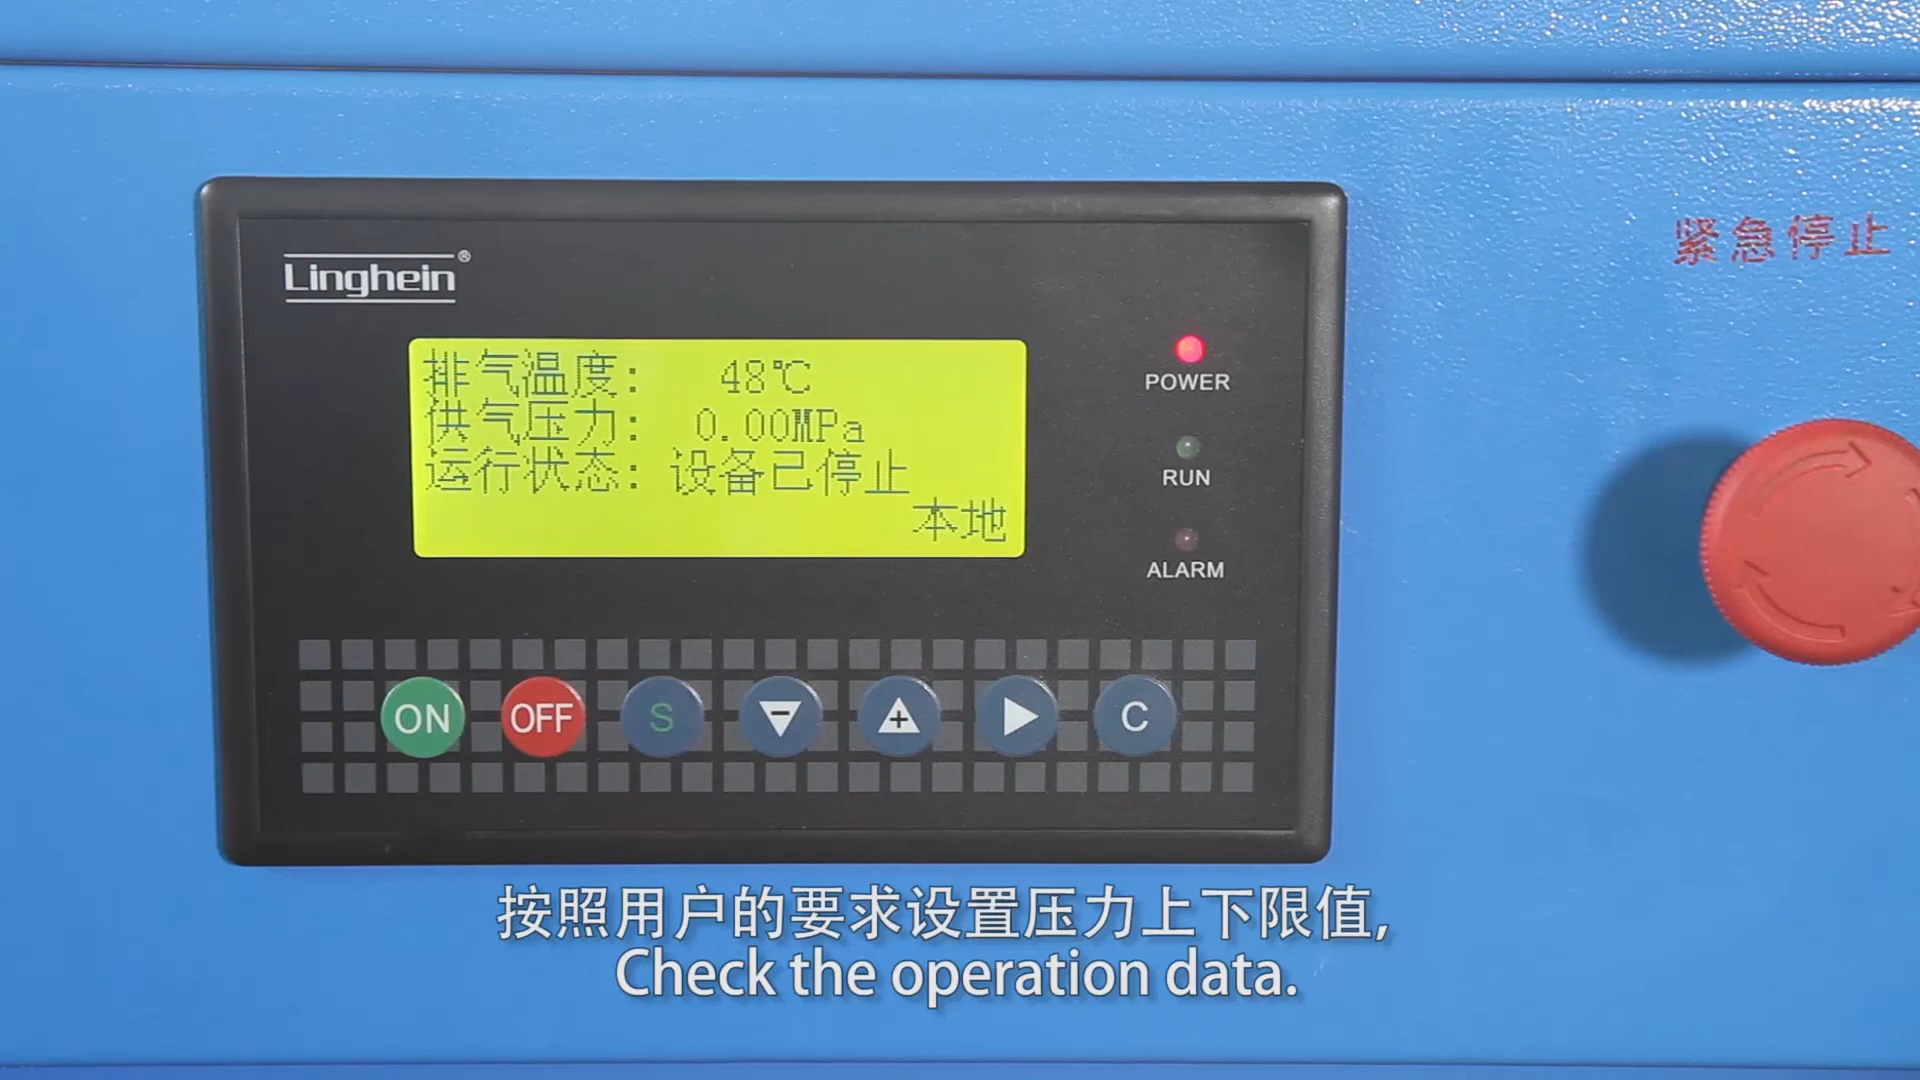 Linghein®
紧急停止
排气温度： 48℃
供气压力： 0.00MPa
运行状态：设备已停止
本地
POWER
RUN
ALARM
ON OFF S C
按照用户的要求设置压力上下限值,
Check the operation data.